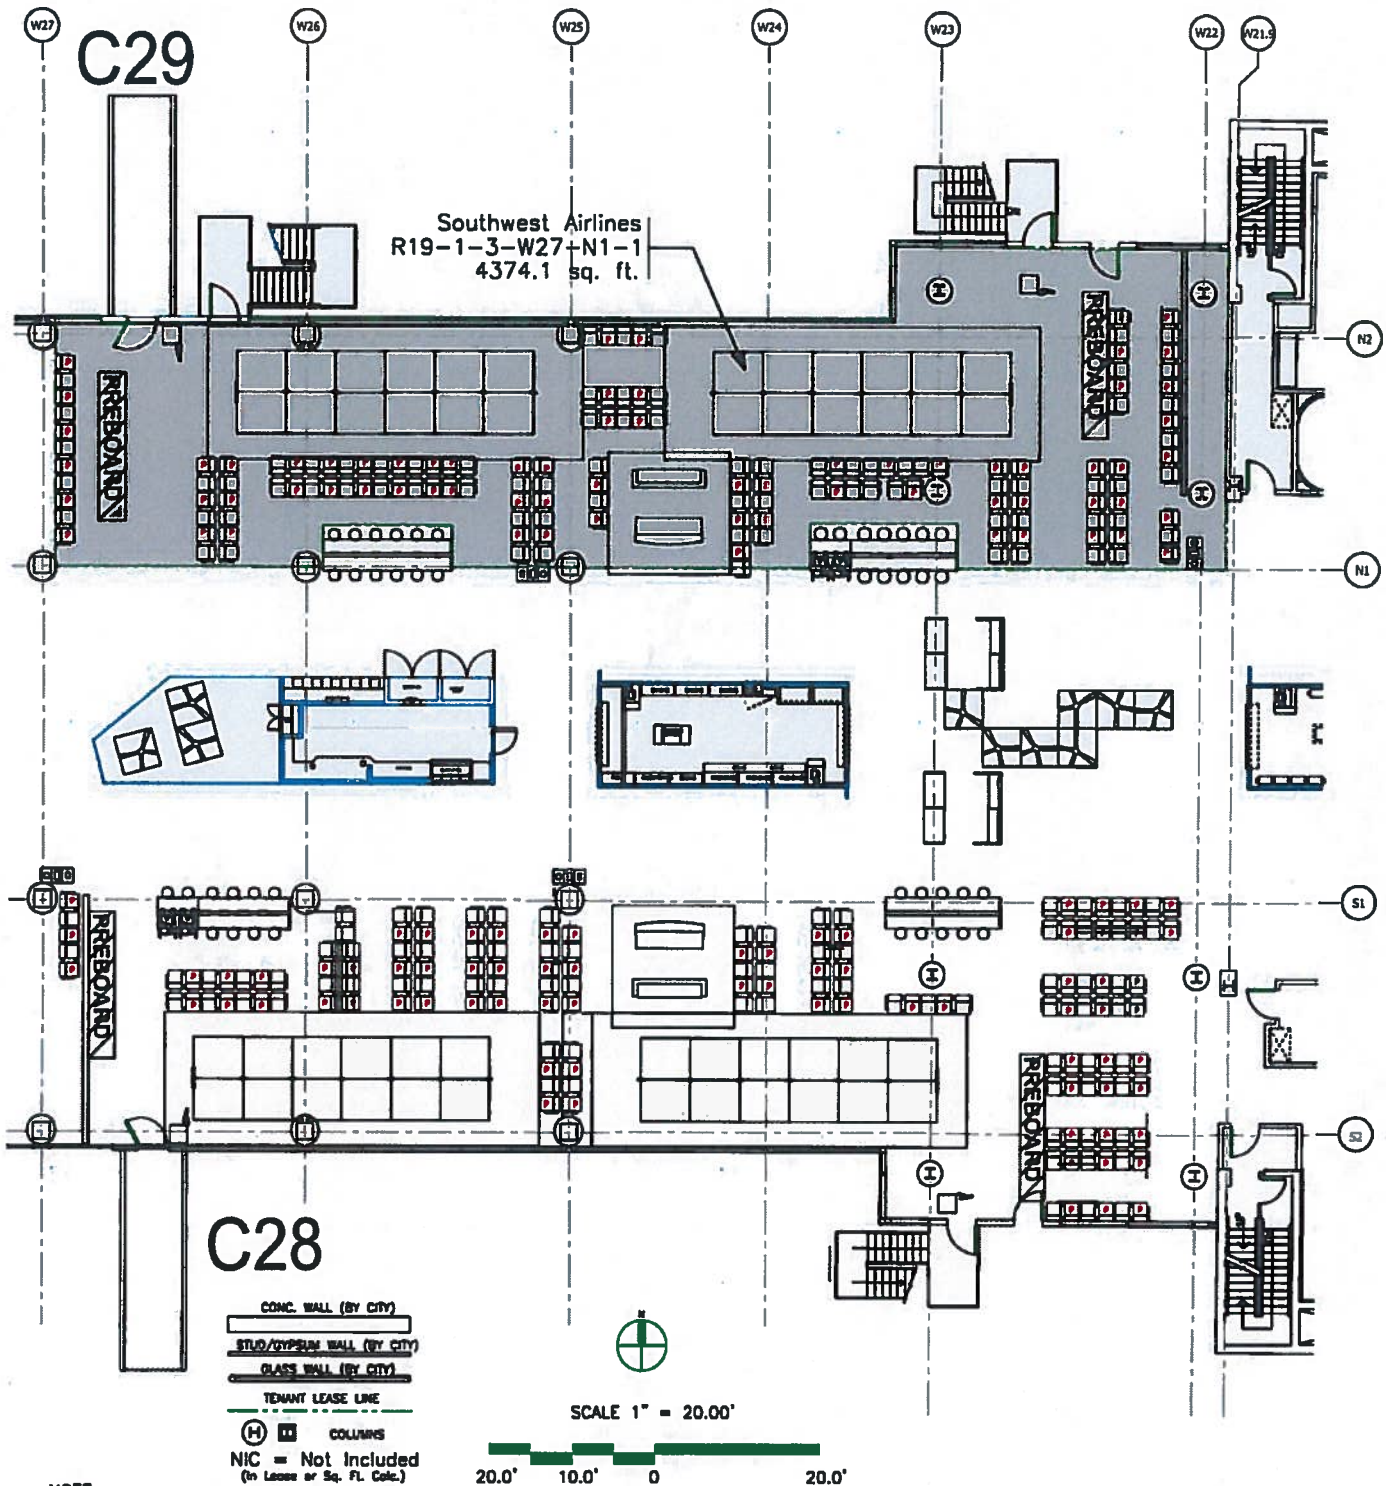 W27
W26
W25
W24
W23
W22
W21.5
C29
Southwest Airlines
R19-1-3-W27-N1-1
4374.1 sq. ft.
N2
RREBOARD
RREBOARD
N1
S1
RREBOARD
RREBOARD
S2
C28
CONC. WALL (BY CITY)
STUD/GYPSUM WALL (BY CITY)
GLASS WALL (BY CITY)
TENANT LEASE LINE
H COLUMNS
NIC = Not Included
(in Lease or Sq. Ft. Calc.)
N
SCALE 1" = 20.00'
20.0' 10.0' 0 20.0'